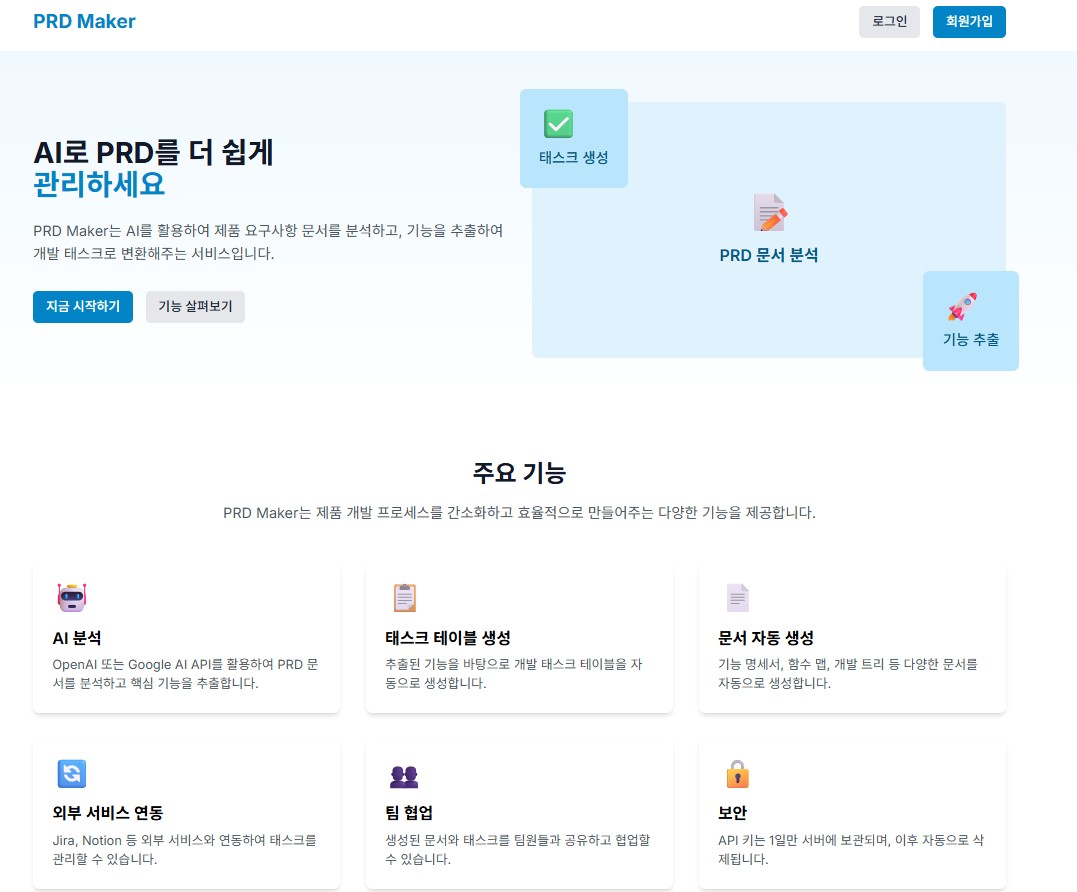 PRD Maker
로그인
회원가입
AI로 PRD를 더 쉽게
관리하세요
PRD Maker는 AI를 활용하여 제품 요구사항 문서를 분석하고, 기능을 추출하여
개발 태스크로 변환해주는 서비스입니다.
지금 시작하기
기능 살펴보기
태스크 생성
PRD 문서 분석
기능 추출
주요 기능
PRD Maker는 제품 개발 프로세스를 간소화하고 효율적으로 만들어주는 다양한 기능을 제공합니다.
AI 분석
OpenAI 또는 Google AI API를 활용하여 PRD 문
서를 분석하고 핵심 기능을 추출합니다.
태스크 테이블 생성
추출된 기능을 바탕으로 개발 태스크 테이블을 자
동으로 생성합니다.
문서 자동 생성
기능 명세서, 함수 맵, 개발 트리 등 다양한 문서를
자동으로 생성합니다.
외부 서비스 연동
Jira, Notion 등 외부 서비스와 연동하여 태스크를
관리할 수 있습니다.
팀 협업
생성된 문서와 태스크를 팀원들과 공유하고 협업할
수 있습니다.
보안
API 키는 1일만 서버에 보관되며, 이후 자동으로 삭
제됩니다.